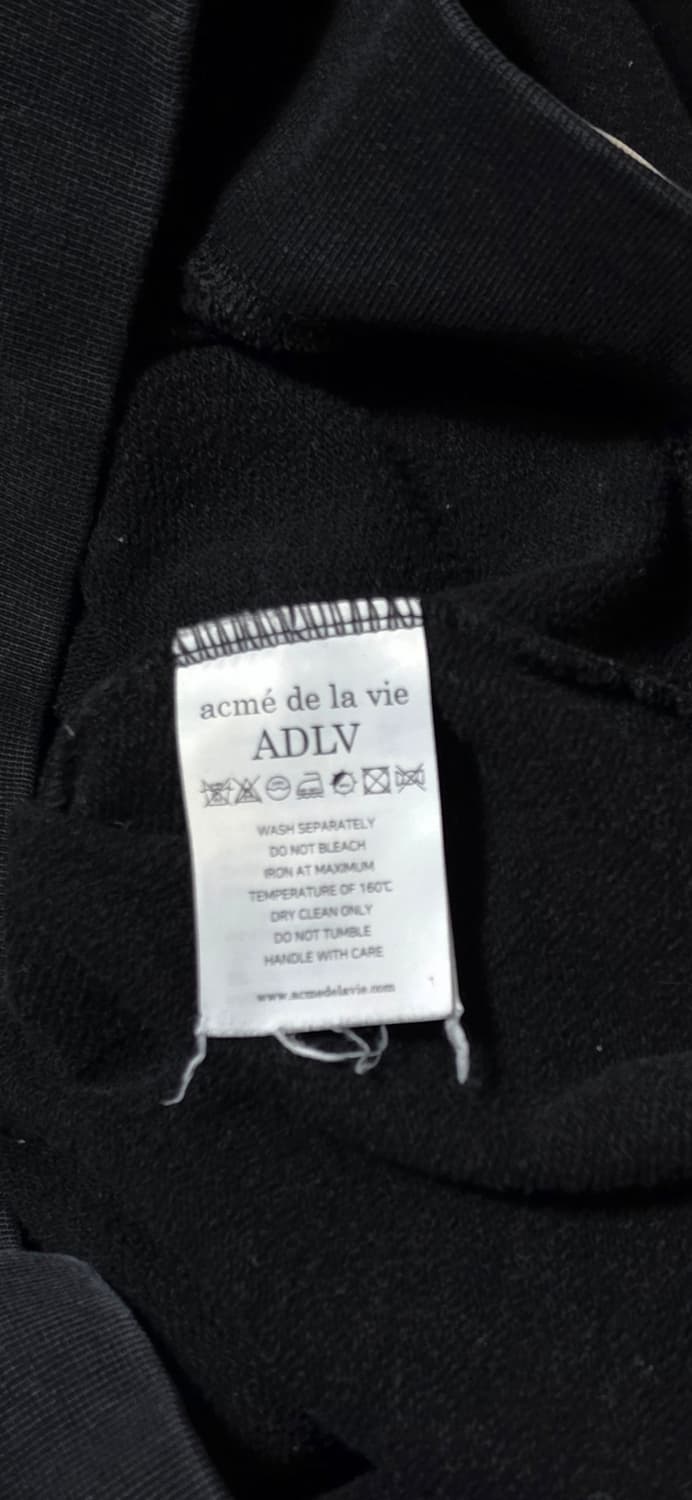 acmé de la vie
ADLV
WASH SEPARATELY
DO NOT BLEACH
IRON AT MAXIMUM
TEMPERATURE OF 160℃
DRY CLEAN ONLY
DO NOT TUMBLE
HANDLE WITH CARE
www.acmedelavie.com